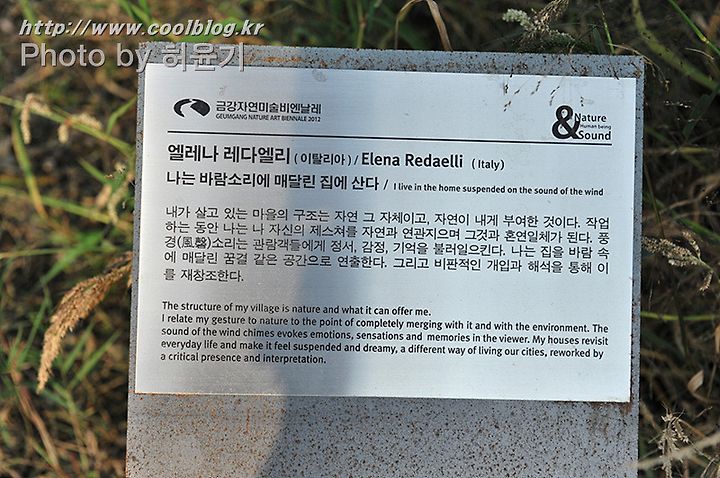 http://www.coolblog.kr
Photo by 허윤기
금강자연미술비엔날레
GEUMGANG NATURE ART BIENNALE 2012
& Nature
Human being
Sound
엘레나 레다엘리 ( 이탈리아 ) / Elena Redaelli ( Italy)
나는 바람소리에 매달린 집에 산다 / I live in the home suspended on the sound of the wind
내가 살고 있는 마을의 구조는 자연 그 자체이고, 자연이 내게 부여한 것이다. 작업
하는 동안 나는 나 자신의 제스쳐를 자연과 연관지으며 그것과 혼연일체가 된다. 풍
경(風磬)소리는 관람객들에게 정서, 감정, 기억을 불러일으킨다. 나는 집을 바람 속
에 매달린 꿈결 같은 공간으로 연출한다. 그리고 비판적인 개입과 해석을 통해 이
를 재창조한다.
The structure of my village is nature and what it can offer me.
I relate my gesture to nature to the point of completely merging with it and with the environment. The
sound of the wind chimes evokes emotions, sensations and memories in the viewer. My houses revisit
everyday life and make it feel suspended and dreamy, a different way of living our cities, reworked by
a critical presence and interpretation.